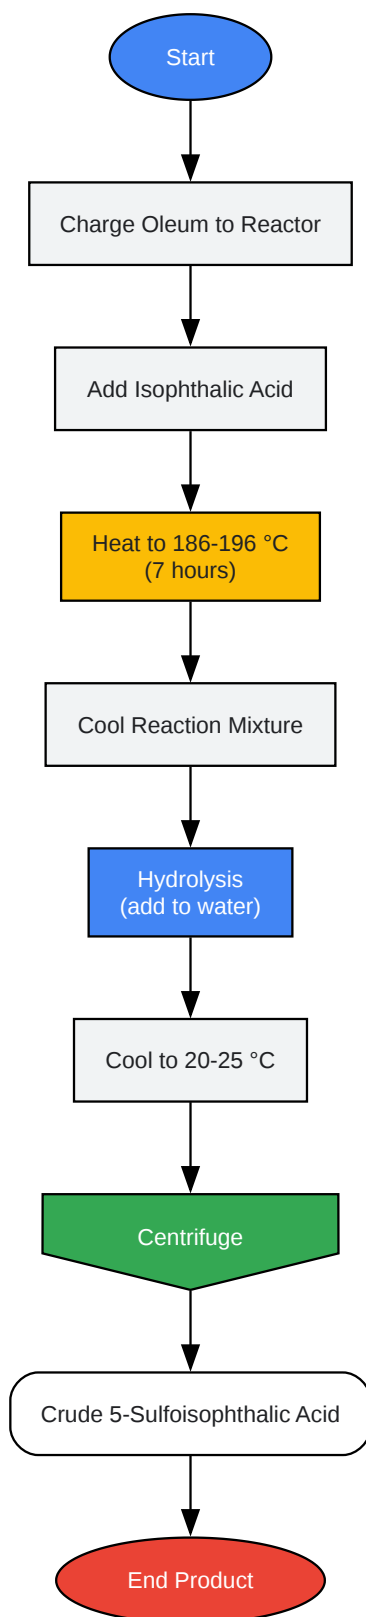 Start
Charge Oleum to Reactor
Add Isophthalic Acid
Heat to 186-196 °C
(7 hours)
Cool Reaction Mixture
Hydrolysis
(add to water)
Cool to 20-25 °C
Centrifuge
Crude 5-Sulfoisophthalic Acid
End Product